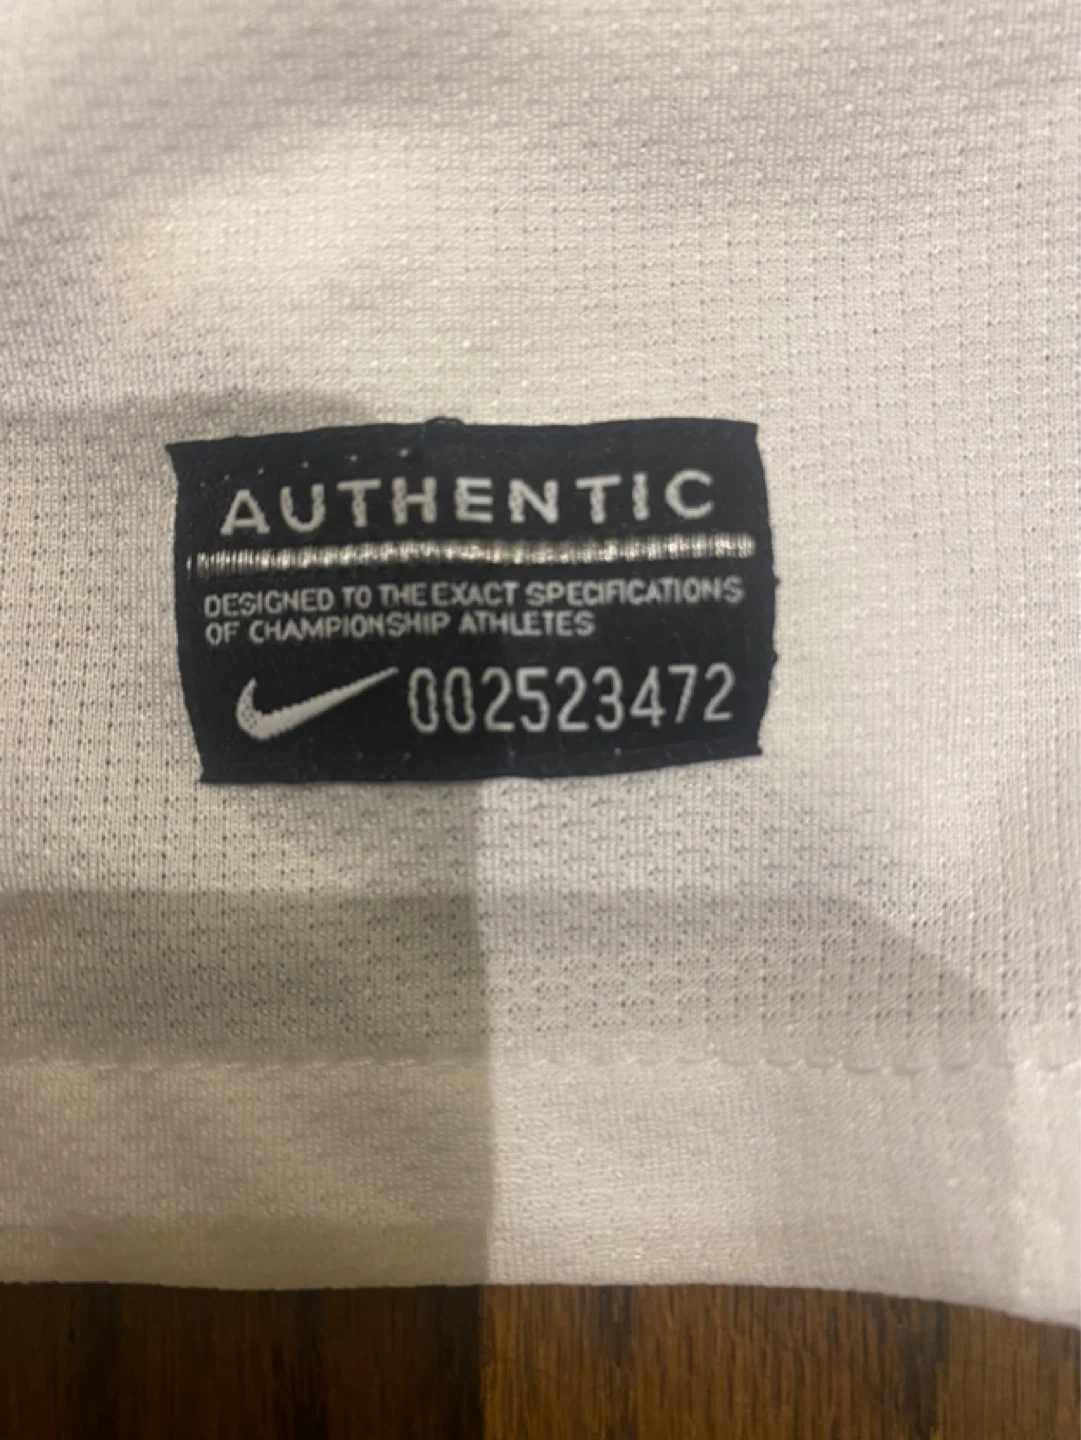 AUTHENTIC
DESIGNED TO THE EXACT SPECIFICATIONS
OF CHAMPIONSHIP ATHLETES
002523472